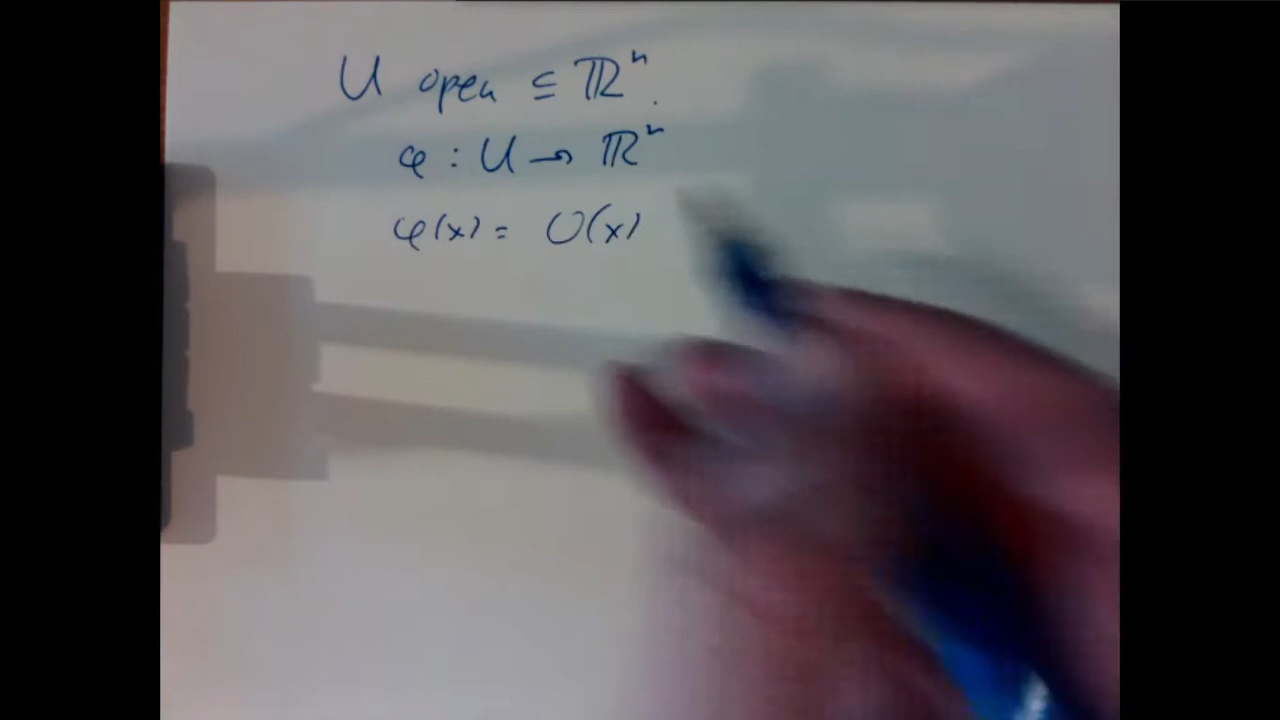 U open ⊆ ℝⁿ.
φ : U → ℝⁿ
φ(x) = U(x)